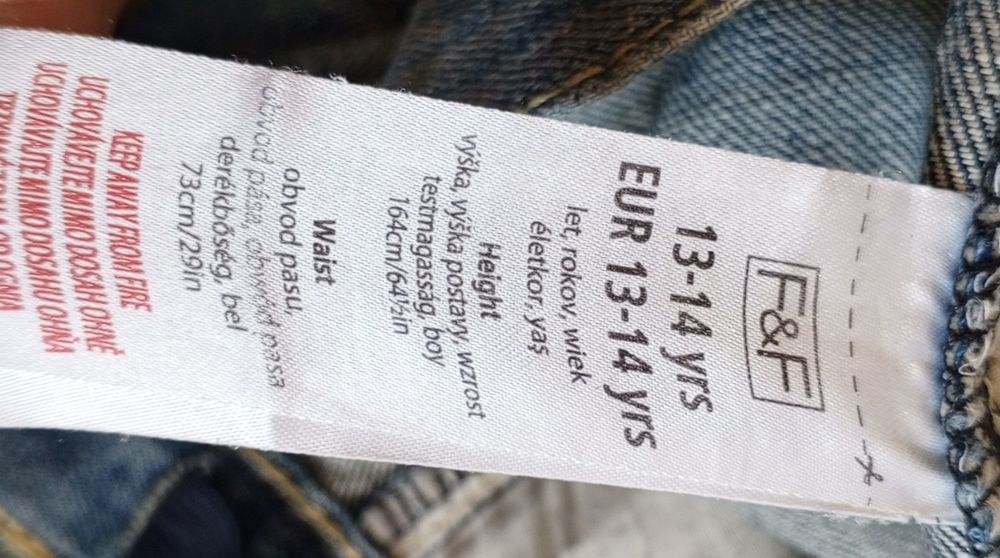 F&F
13-14 yrs
EUR 13-14 yrs
let, rokov, wiek
életkor, yaş
Height
výška, výška postavy, wzrost
testmagasság, boy
164cm/64½in
Waist
obvod pasu,
obvod pása, obwód pasa
derékbőség, bel
73cm/29in
KEEP AWAY FROM FIRE
UCHOVÁVEJTE MIMO DOSAH OHNĚ
UCHOVÁVAJTE MIMO DOSAHU OHŇA